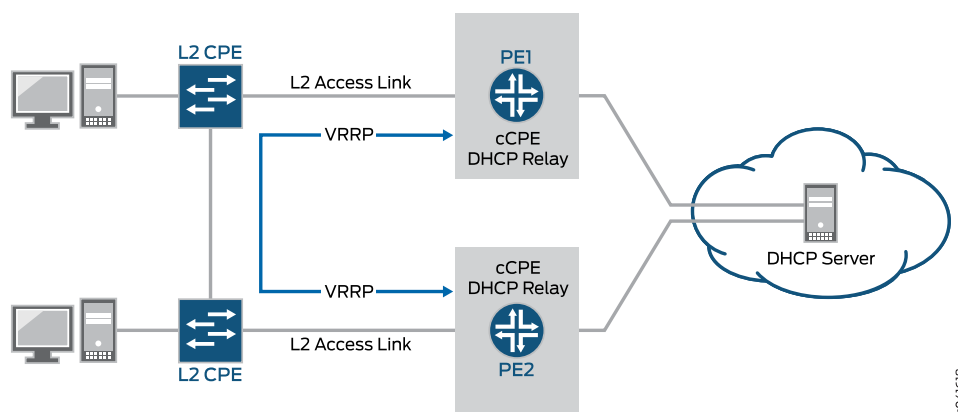 L2 CPE
L2 Access Link
PE1
VRRP
cCPE
DHCP Relay
DHCP Server
cCPE
DHCP Relay
VRRP
L2 Access Link
PE2
L2 CPE